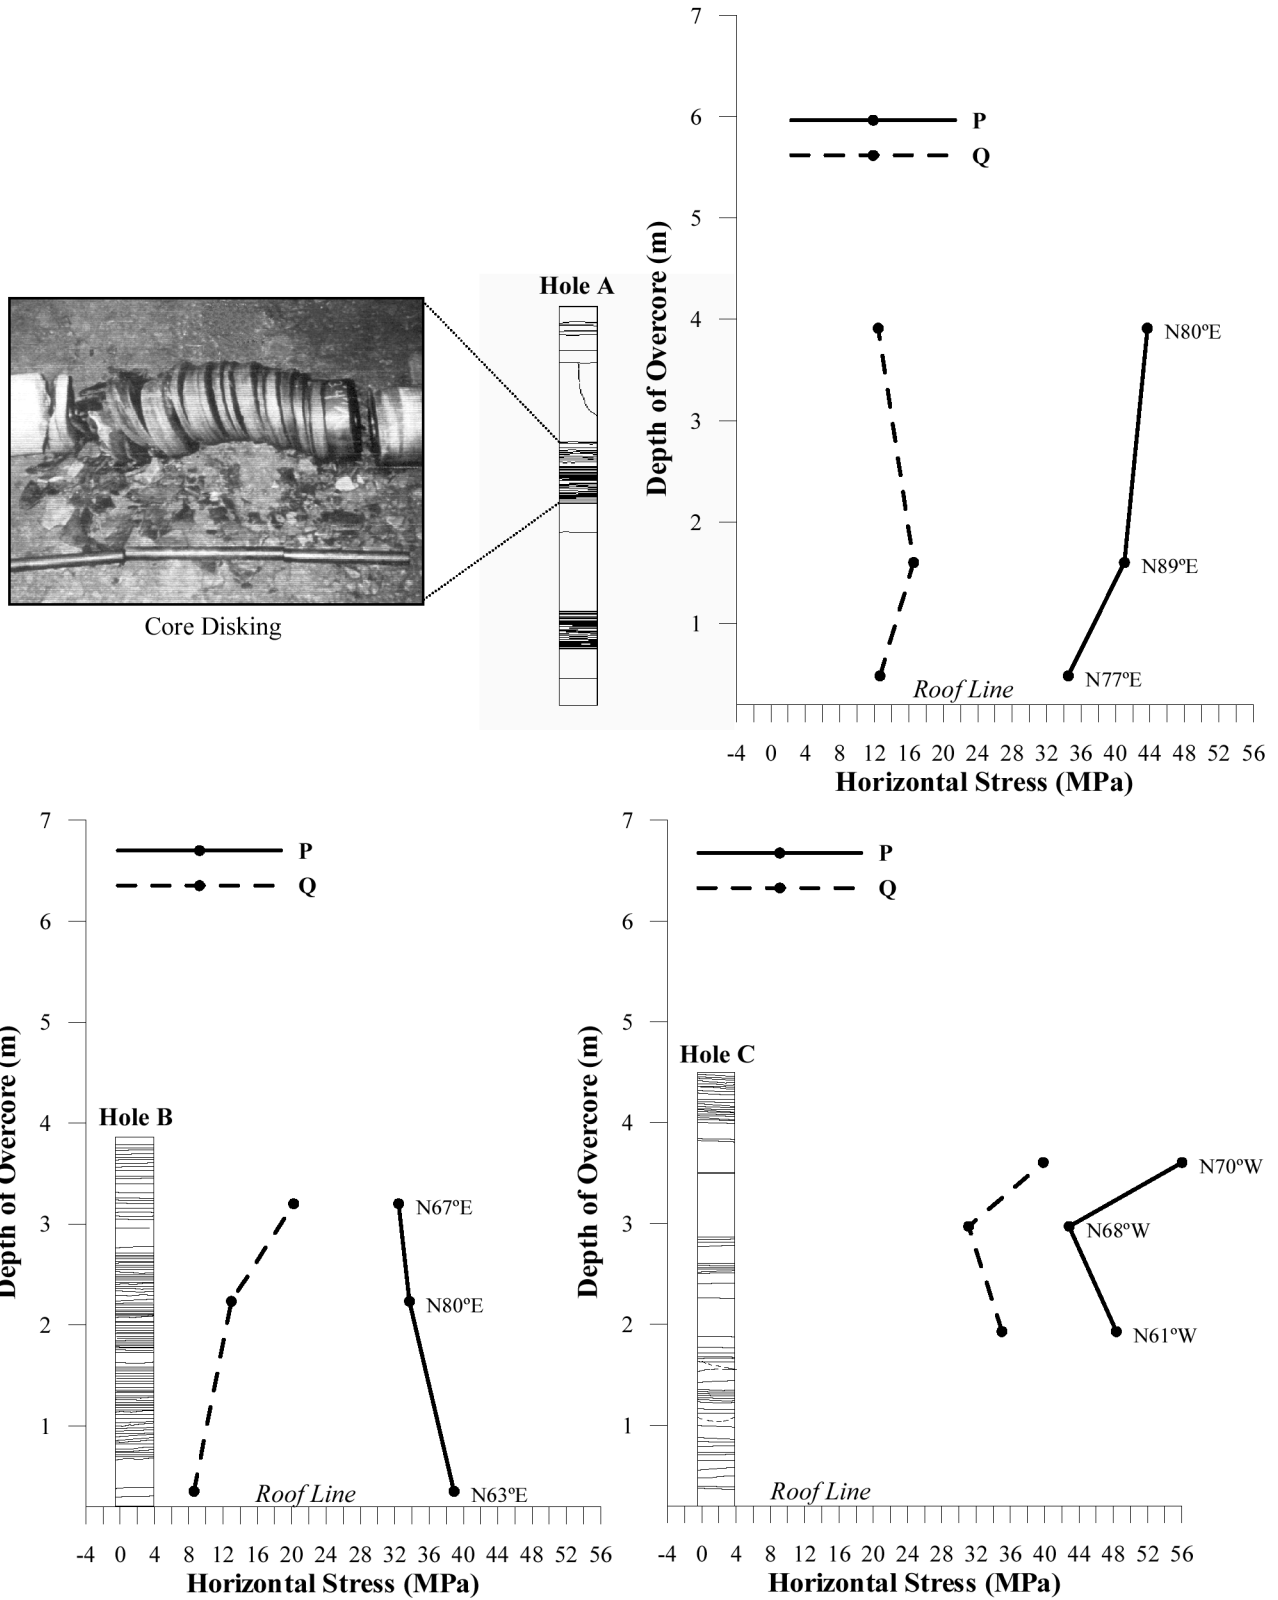 7
6
5
4
3
2
1
Depth of Overcore (m)
P
Q
Hole A
Core Disking
N80ºE
N89ºE
N77ºE
Roof Line
-4 0 4 8 12 16 20 24 28 32 36 40 44 48 52 56
Horizontal Stress (MPa)
7
6
5
4
3
2
1
Depth of Overcore (m)
P
Q
Hole B
N67ºE
N80ºE
N63ºE
Roof Line
-4 0 4 8 12 16 20 24 28 32 36 40 44 48 52 56
Horizontal Stress (MPa)
7
6
5
4
3
2
1
Depth of Overcore (m)
P
Q
Hole C
N70ºW
N68ºW
N61ºW
Roof Line
-4 0 4 8 12 16 20 24 28 32 36 40 44 48 52 56
Horizontal Stress (MPa)